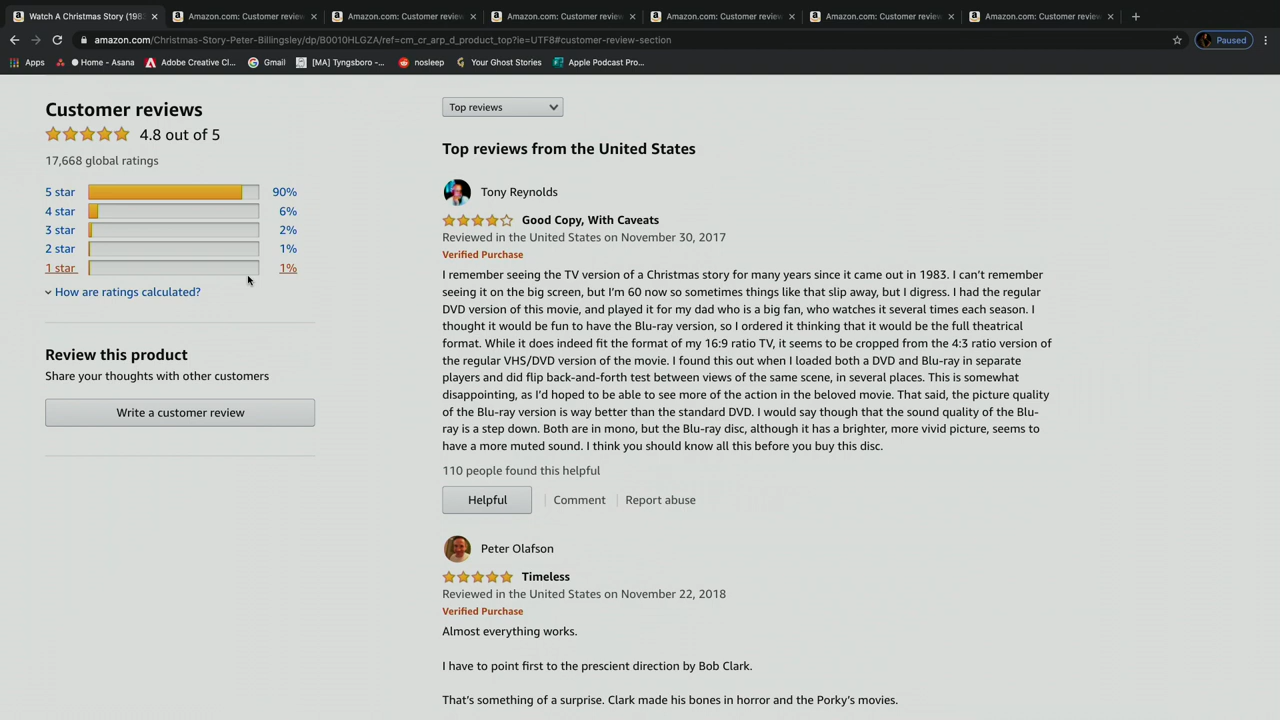 Watch A Christmas Story (198
Amazon.com: Customer review
Amazon.com: Customer review
Amazon.com: Customer review
Amazon.com: Customer review
Amazon.com: Customer review
Amazon.com: Customer review
amazon.com/Christmas-Story-Peter-Billingsley/dp/B0010HLGZA/ref=cm_cr_arp_d_product_top?ie=UTF8#customer-review-section
Paused
Apps
Home - Asana
Adobe Creative Cl...
Gmail
[MA] Tyngsboro -...
nosleep
Your Ghost Stories
Apple Podcast Pro...
Customer reviews
4.8 out of 5
17,668 global ratings
5 star 90%
4 star 6%
3 star 2%
2 star 1%
1 star 1%
How are ratings calculated?
Review this product
Share your thoughts with other customers
Write a customer review
Top reviews
Top reviews from the United States
Tony Reynolds
Good Copy, With Caveats
Reviewed in the United States on November 30, 2017
Verified Purchase
I remember seeing the TV version of a Christmas story for many years since it came out in 1983. I can't remember
seeing it on the big screen, but I'm 60 now so sometimes things like that slip away, but I digress. I had the regular
DVD version of this movie, and played it for my dad who is a big fan, who watches it several times each season. I
thought it would be fun to have the Blu-ray version, so I ordered it thinking that it would be the full theatrical
format. While it does indeed fit the format of my 16:9 ratio TV, it seems to be cropped from the 4:3 ratio version of
the regular VHS/DVD version of the movie. I found this out when I loaded both a DVD and Blu-ray in separate
players and did flip back-and-forth test between views of the same scene, in several places. This is somewhat
disappointing, as I'd hoped to be able to see more of the action in the beloved movie. That said, the picture quality
of the Blu-ray version is way better than the standard DVD. I would say though that the sound quality of the Blu-
ray is a step down. Both are in mono, but the Blu-ray disc, although it has a brighter, more vivid picture, seems to
have a more muted sound. I think you should know all this before you buy this disc.
110 people found this helpful
Helpful
Comment
Report abuse
Peter Olafson
Timeless
Reviewed in the United States on November 22, 2018
Verified Purchase
Almost everything works.
I have to point first to the prescient direction by Bob Clark.
That's something of a surprise. Clark made his bones in horror and the Porky's movies.